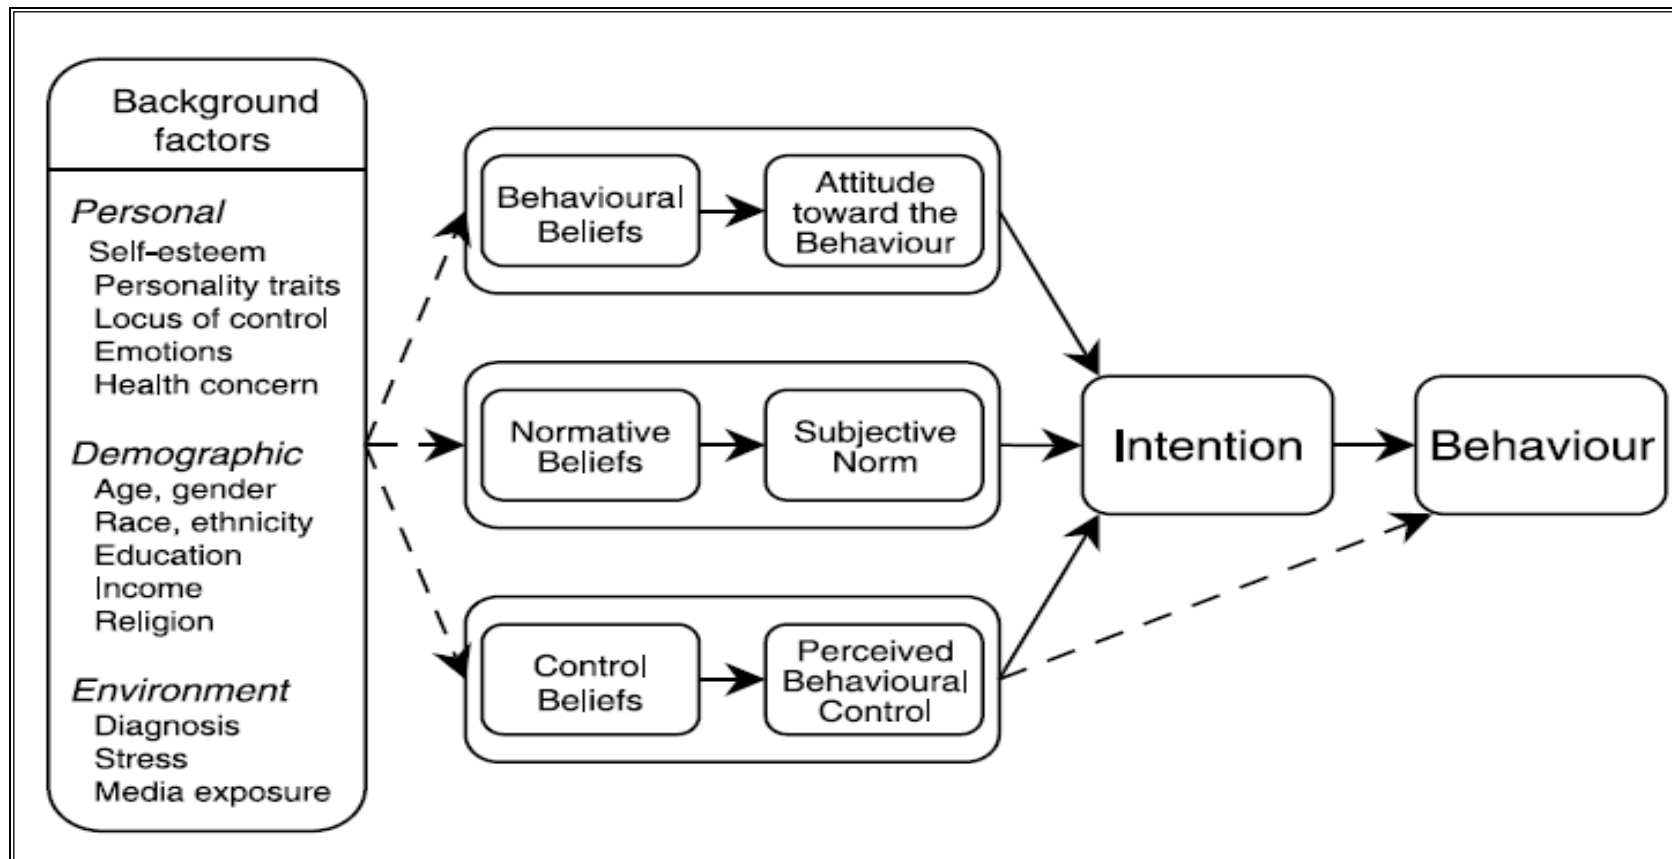 Background
factors
Personal
Self-esteem
Personality traits
Locus of control
Emotions
Health concern
Demographic
Age, gender
Race, ethnicity
Education
Income
Religion
Environment
Diagnosis
Stress
Media exposure
Behavioural
Beliefs
Attitude
toward the
Behaviour
Normative
Beliefs
Subjective
Norm
Control
Beliefs
Perceived
Behavioural
Control
Intention
Behaviour